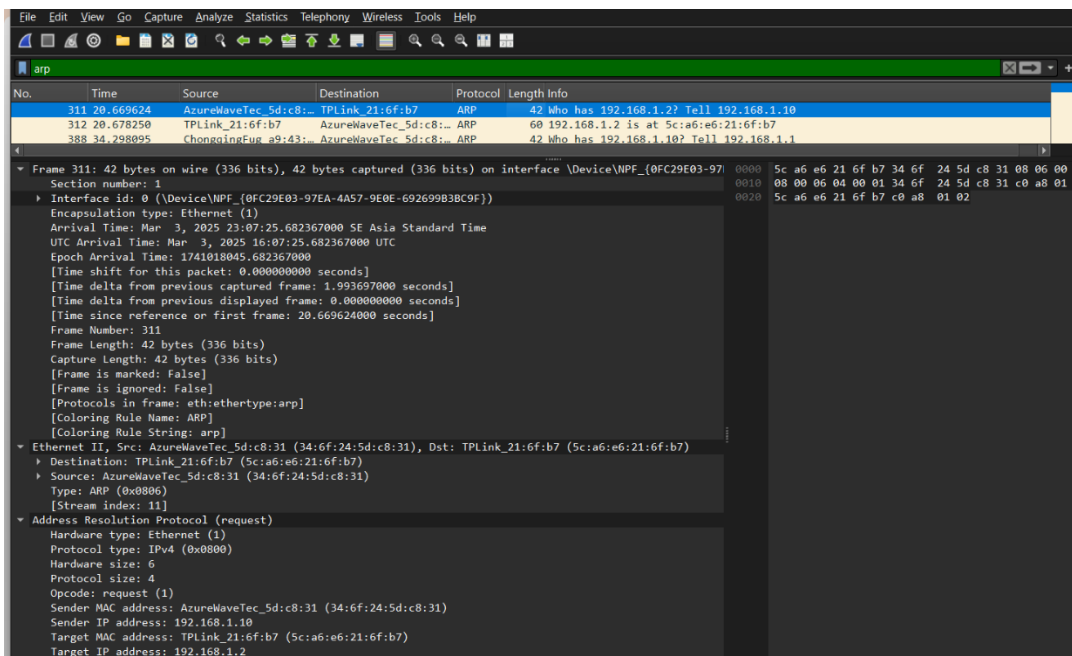 File Edit View Go Capture Analyze Statistics Telephony Wireless Tools Help
arp
No. Time Source Destination Protocol Length Info
311 20.669624 AzureWaveTec_5d:c8:… TPLink_21:6f:b7 ARP 42 Who has 192.168.1.2? Tell 192.168.1.10
312 20.678250 TPLink_21:6f:b7 AzureWaveTec_5d:c8:… ARP 60 192.168.1.2 is at 5c:a6:e6:21:6f:b7
388 34.298095 ChongqingFug_a9:43:… AzureWaveTec_5d:c8:… ARP 42 Who has 192.168.1.10? Tell 192.168.1.1
Frame 311: 42 bytes on wire (336 bits), 42 bytes captured (336 bits) on interface \Device\NPF_{0FC29E03-97
Section number: 1
Interface id: 0 (\Device\NPF_{0FC29E03-97EA-4A57-9E0E-692699B3BC9F})
Encapsulation type: Ethernet (1)
Arrival Time: Mar 3, 2025 23:07:25.682367000 SE Asia Standard Time
UTC Arrival Time: Mar 3, 2025 16:07:25.682367000 UTC
Epoch Arrival Time: 1741018045.682367000
[Time shift for this packet: 0.000000000 seconds]
[Time delta from previous captured frame: 1.993697000 seconds]
[Time delta from previous displayed frame: 0.000000000 seconds]
[Time since reference or first frame: 20.669624000 seconds]
Frame Number: 311
Frame Length: 42 bytes (336 bits)
Capture Length: 42 bytes (336 bits)
[Frame is marked: False]
[Frame is ignored: False]
[Protocols in frame: eth:ethertype:arp]
[Coloring Rule Name: ARP]
[Coloring Rule String: arp]
Ethernet II, Src: AzureWaveTec_5d:c8:31 (34:6f:24:5d:c8:31), Dst: TPLink_21:6f:b7 (5c:a6:e6:21:6f:b7)
Destination: TPLink_21:6f:b7 (5c:a6:e6:21:6f:b7)
Source: AzureWaveTec_5d:c8:31 (34:6f:24:5d:c8:31)
Type: ARP (0x0806)
[Stream index: 11]
Address Resolution Protocol (request)
Hardware type: Ethernet (1)
Protocol type: IPv4 (0x0800)
Hardware size: 6
Protocol size: 4
Opcode: request (1)
Sender MAC address: AzureWaveTec_5d:c8:31 (34:6f:24:5d:c8:31)
Sender IP address: 192.168.1.10
Target MAC address: TPLink_21:6f:b7 (5c:a6:e6:21:6f:b7)
Target IP address: 192.168.1.2
0000 5c a6 e6 21 6f b7 34 6f 24 5d c8 31 08 06 00
0010 08 00 06 04 00 01 34 6f 24 5d c8 31 c0 a8 01
0020 5c a6 e6 21 6f b7 c0 a8 01 02